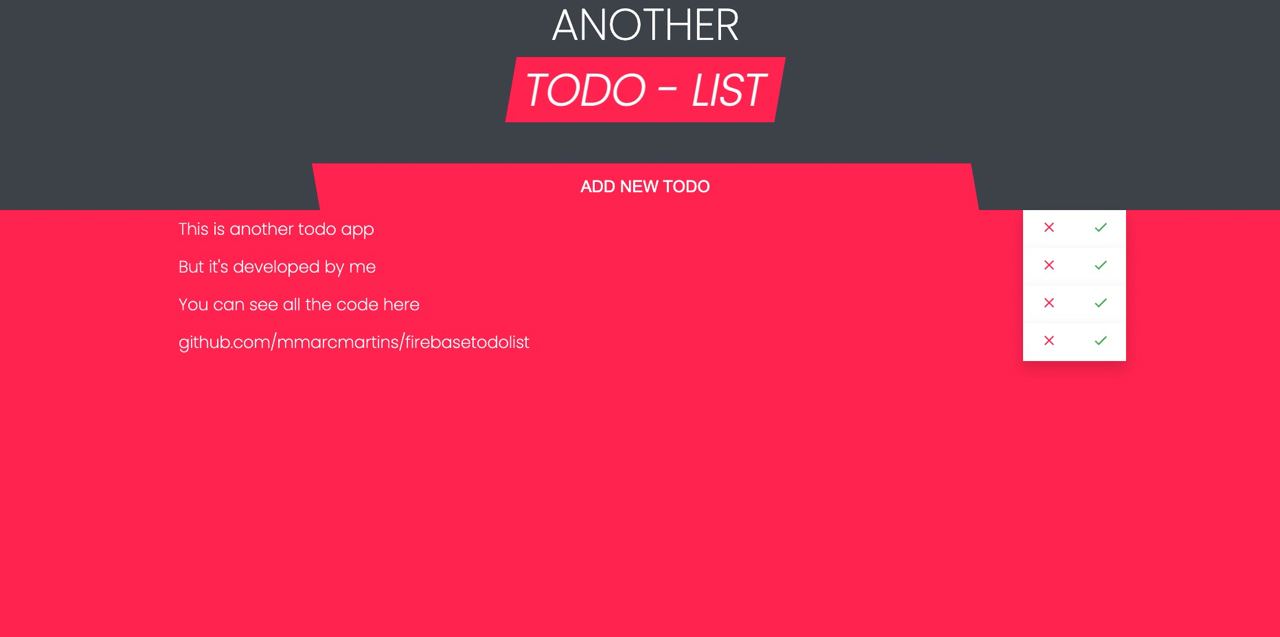 ANOTHER
TODO - LIST
ADD NEW TODO
This is another todo app
But it's developed by me
You can see all the code here
github.com/mmarcmartins/firebasetodolist